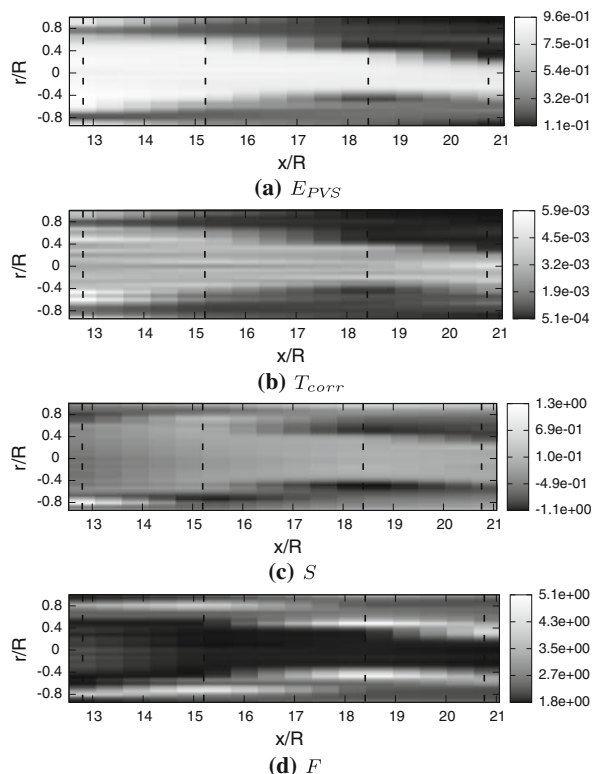 0.8
0.4
0
-0.4
-0.8
r/R
13 14 15 16 17 18 19 20 21
x/R
9.6e-01
7.5e-01
5.4e-01
3.2e-01
1.1e-01
(a) E_PVS
0.8
0.4
0
-0.4
-0.8
r/R
13 14 15 16 17 18 19 20 21
x/R
5.9e-03
4.5e-03
3.2e-03
1.9e-03
5.1e-04
(b) T_corr
0.8
0.4
0
-0.4
-0.8
r/R
13 14 15 16 17 18 19 20 21
x/R
1.3e+00
6.9e-01
9.1e-01
-4.9e-01
-1.1e+00
(c) S
0.8
0.4
0
-0.4
-0.8
r/R
13 14 15 16 17 18 19 20 21
x/R
5.1e+00
4.3e+00
3.5e+00
2.6e+00
1.8e+00
(d) F